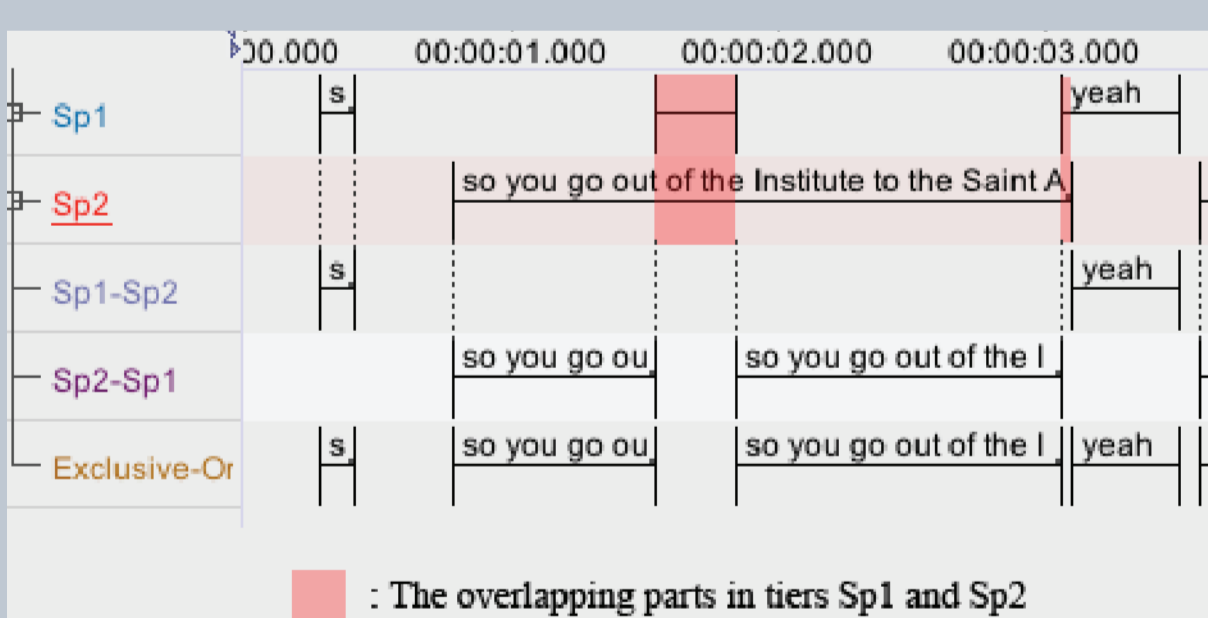 00.000 00:00:01.000 00:00:02.000 00:00:03.000
Sp1 s yeah
Sp2 so you go out of the Institute to the Saint A
Sp1-Sp2 s yeah
Sp2-Sp1 so you go ou so you go out of the I
Exclusive-Or s so you go ou so you go out of the I yeah
: The overlapping parts in tiers Sp1 and Sp2